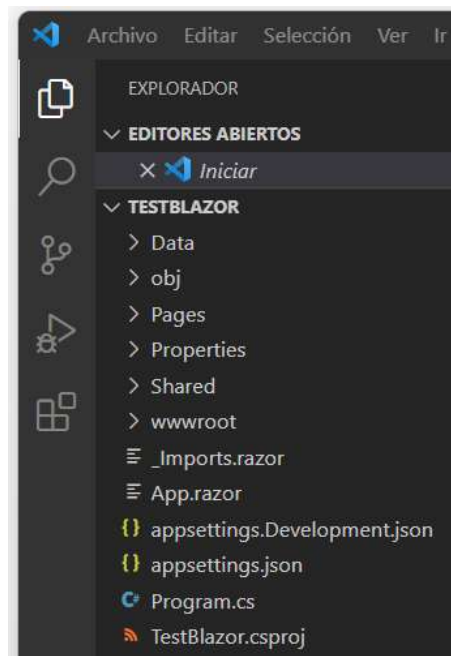 Archivo Editar Selección Ver Ir
EXPLORADOR
EDITORES ABIERTOS
Iniciar
TESTBLAZOR
Data
obj
Pages
Properties
Shared
wwwroot
_Imports.razor
App.razor
appsettings.Development.json
appsettings.json
Program.cs
TestBlazor.csproj